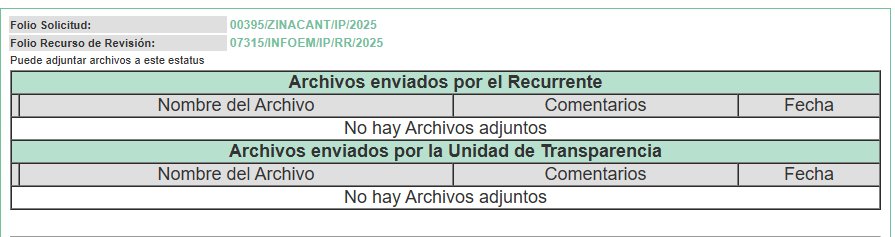 Folio Solicitud: 00395/ZINACANT/IP/2025
Folio Recurso de Revisión: 07315/INFOEM/IP/RR/2025
Puede adjuntar archivos a este estatus
Archivos enviados por el Recurrente
Nombre del Archivo Comentarios Fecha
No hay Archivos adjuntos
Archivos enviados por la Unidad de Transparencia
Nombre del Archivo Comentarios Fecha
No hay Archivos adjuntos